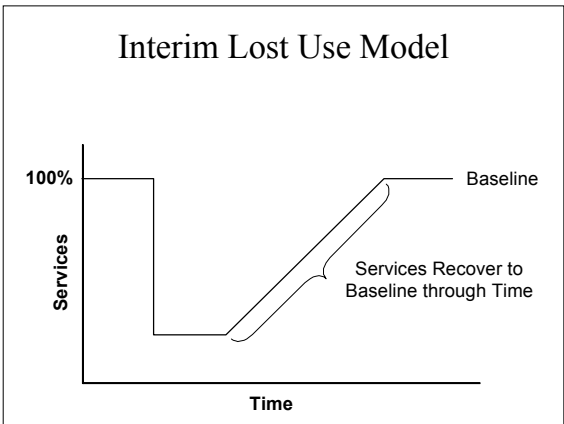 Interim Lost Use Model
100%
Baseline
Services
Services Recover to
Baseline through Time
Time